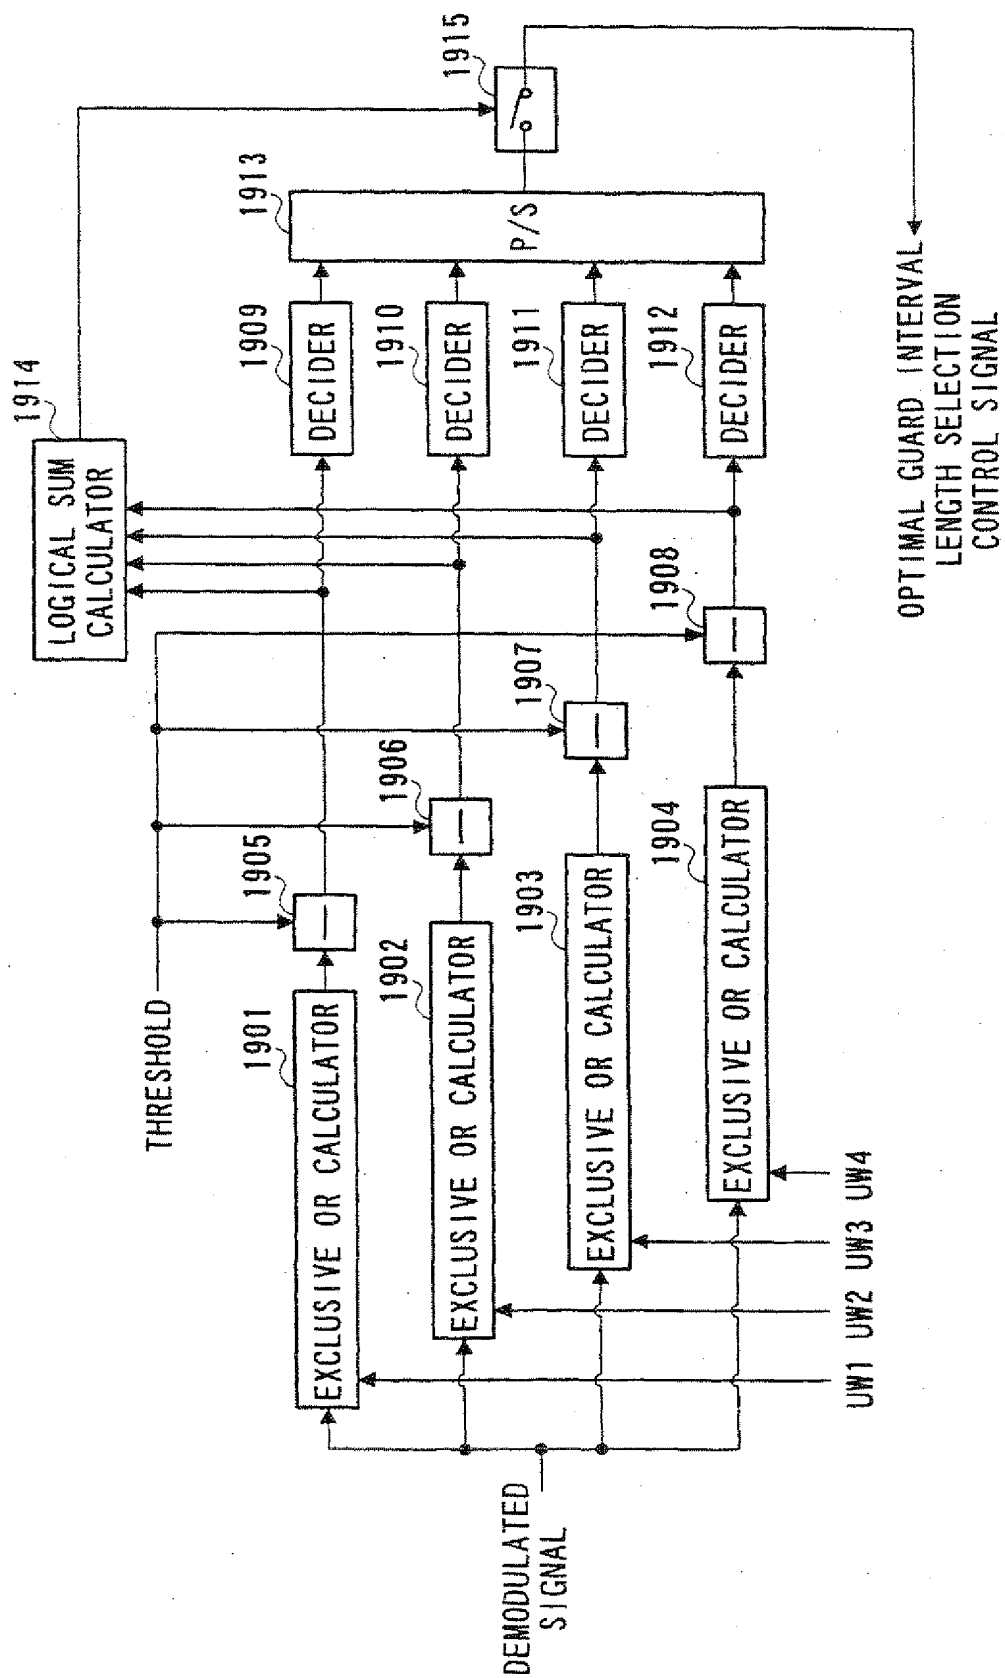 THRESHOLD
LOGICAL SUM
CALCULATOR
1914
1915
1913
P/S
1901
EXCLUSIVE OR CALCULATOR
1905
—
1909
DECIDER
1902
EXCLUSIVE OR CALCULATOR
1906
—
1910
DECIDER
1903
EXCLUSIVE OR CALCULATOR
1907
—
1911
DECIDER
1904
EXCLUSIVE OR CALCULATOR
1908
—
1912
DECIDER
DEMODULATED
SIGNAL
UW1 UW2 UW3 UW4
OPTIMAL GUARD INTERVAL
LENGTH SELECTION
CONTROL SIGNAL